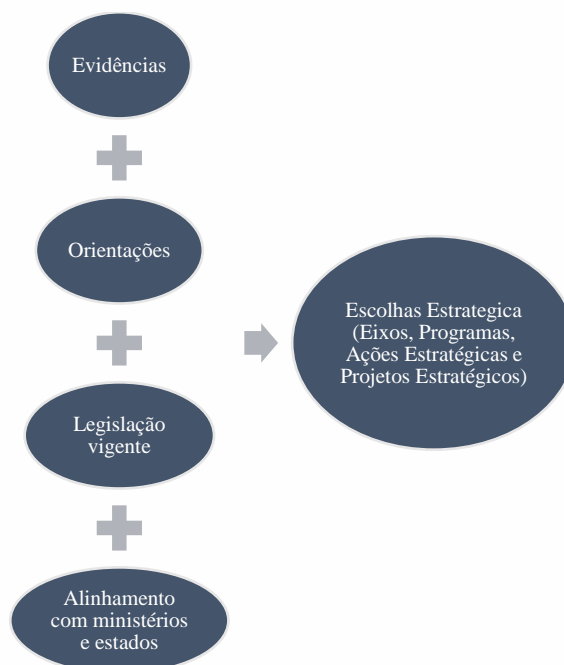 Evidências
Orientações
Legislação
vigente
Alinhamento
com ministérios
e estados
Escolhas Estrategica
(Eixos, Programas,
Ações Estratégicas e
Projetos Estratégicos)